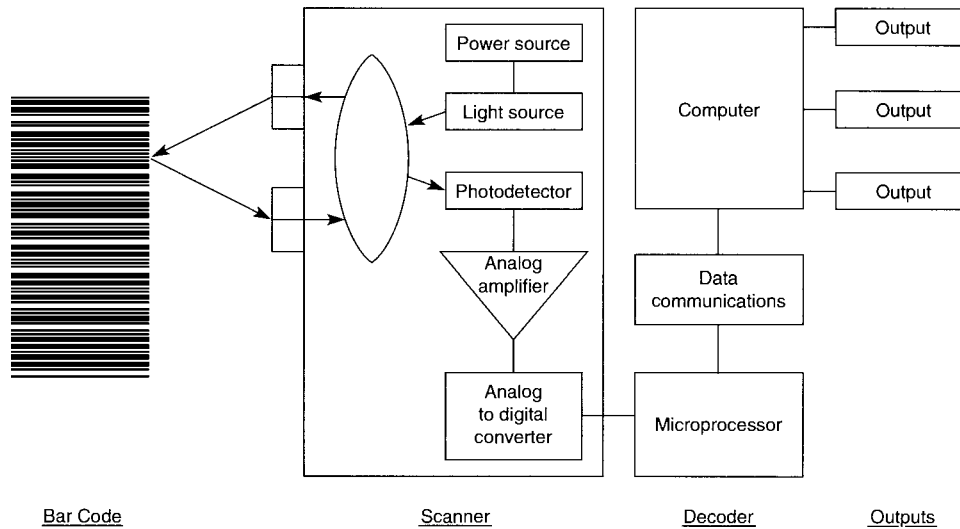 Power source
Light source
Photodetector
Analog
amplifier
Analog
to digital
converter
Computer
Data
communications
Microprocessor
Output
Output
Output
Bar Code
Scanner
Decoder
Outputs